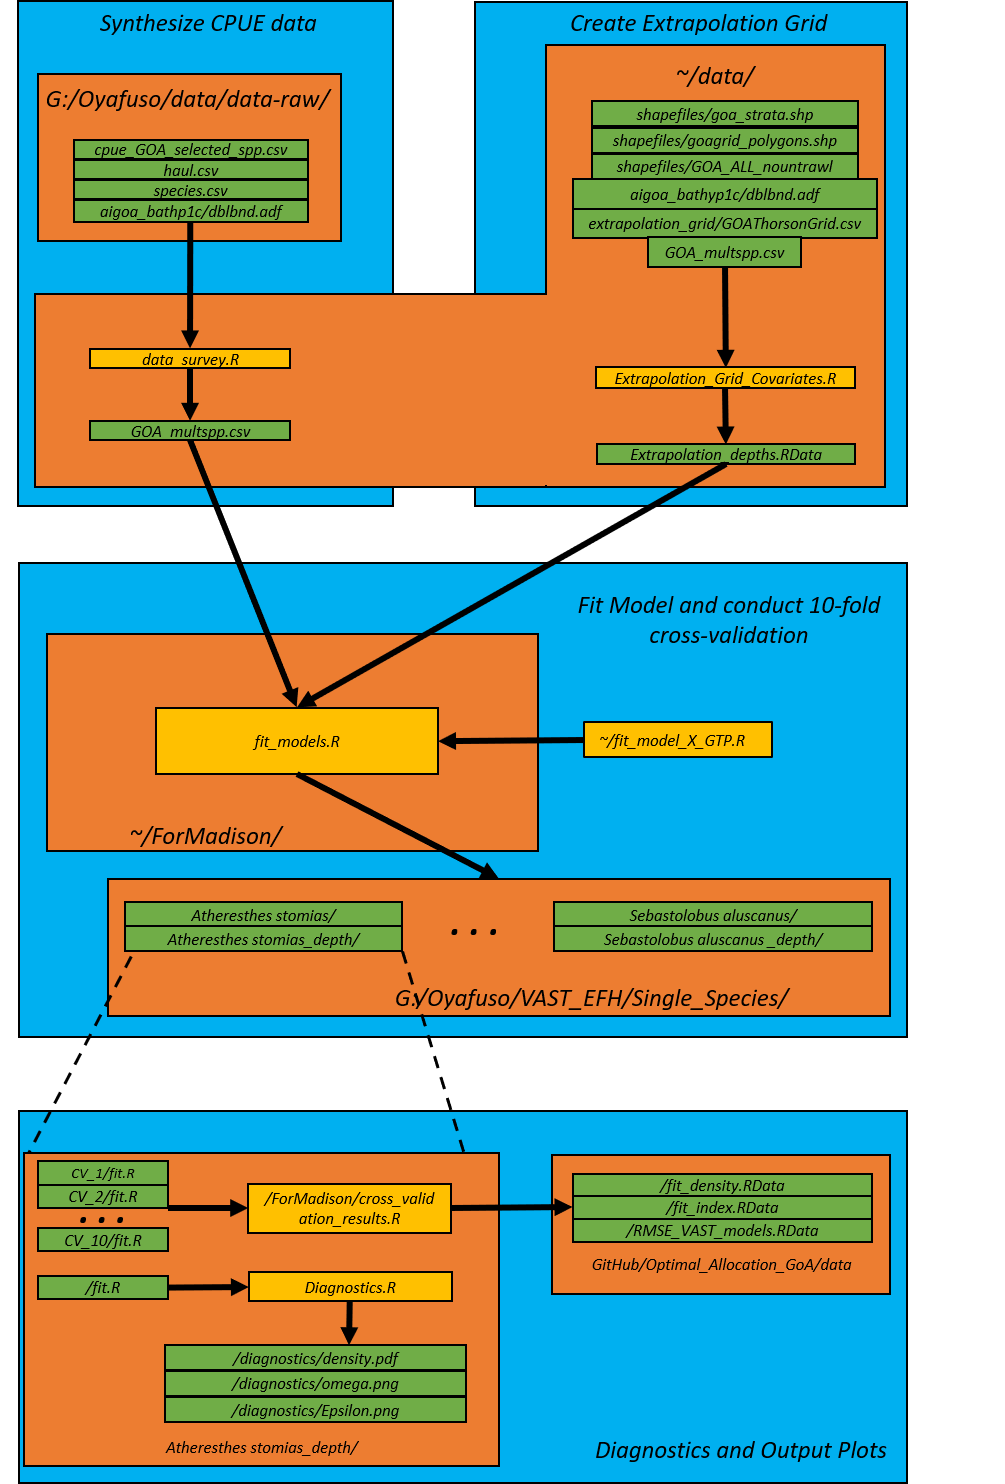 Synthesize CPUE data
G:/Oyafuso/data/data-raw/
cpue_GOA_selected_spp.csv
haul.csv
species.csv
aigoa_bathp1c/dblbnd.adf
data_survey.R
GOA_multspp.csv
Create Extrapolation Grid
~/data/
shapefiles/goa_strata.shp
shapefiles/goagrid_polygons.shp
shapefiles/GOA_ALL_nountrawl
aigoa_bathyp1c/dblbnd.adf
extrapolation_grid/GOAThorsonGrid.csv
GOA_multspp.csv
Extrapolation_Grid_Covariates.R
Extrapolation_depths.RData
Fit Model and conduct 10-fold
cross-validation
fit_models.R
~/fit_model_X_GTP.R
~/ForMadison/
Atheresthes stomias/
Atheresthes stomias_depth/
. . .
Sebastolobus aluscanus/
Sebastolobus aluscanus_depth/
G:/Oyafuso/VAST_EFH/Single_Species/
CV_1/fit.R
CV_2/fit.R
. . .
CV_10/fit.R
/ForMadison/cross_valid
ation_results.R
/fit_density.RData
/fit_index.RData
/RMSE_VAST_models.RData
GitHub/Optimal_Allocation_GoA/data
/fit.R
Diagnostics.R
/diagnostics/density.pdf
/diagnostics/omega.png
/diagnostics/Epsilon.png
Atheresthes stomias_depth/
Diagnostics and Output Plots